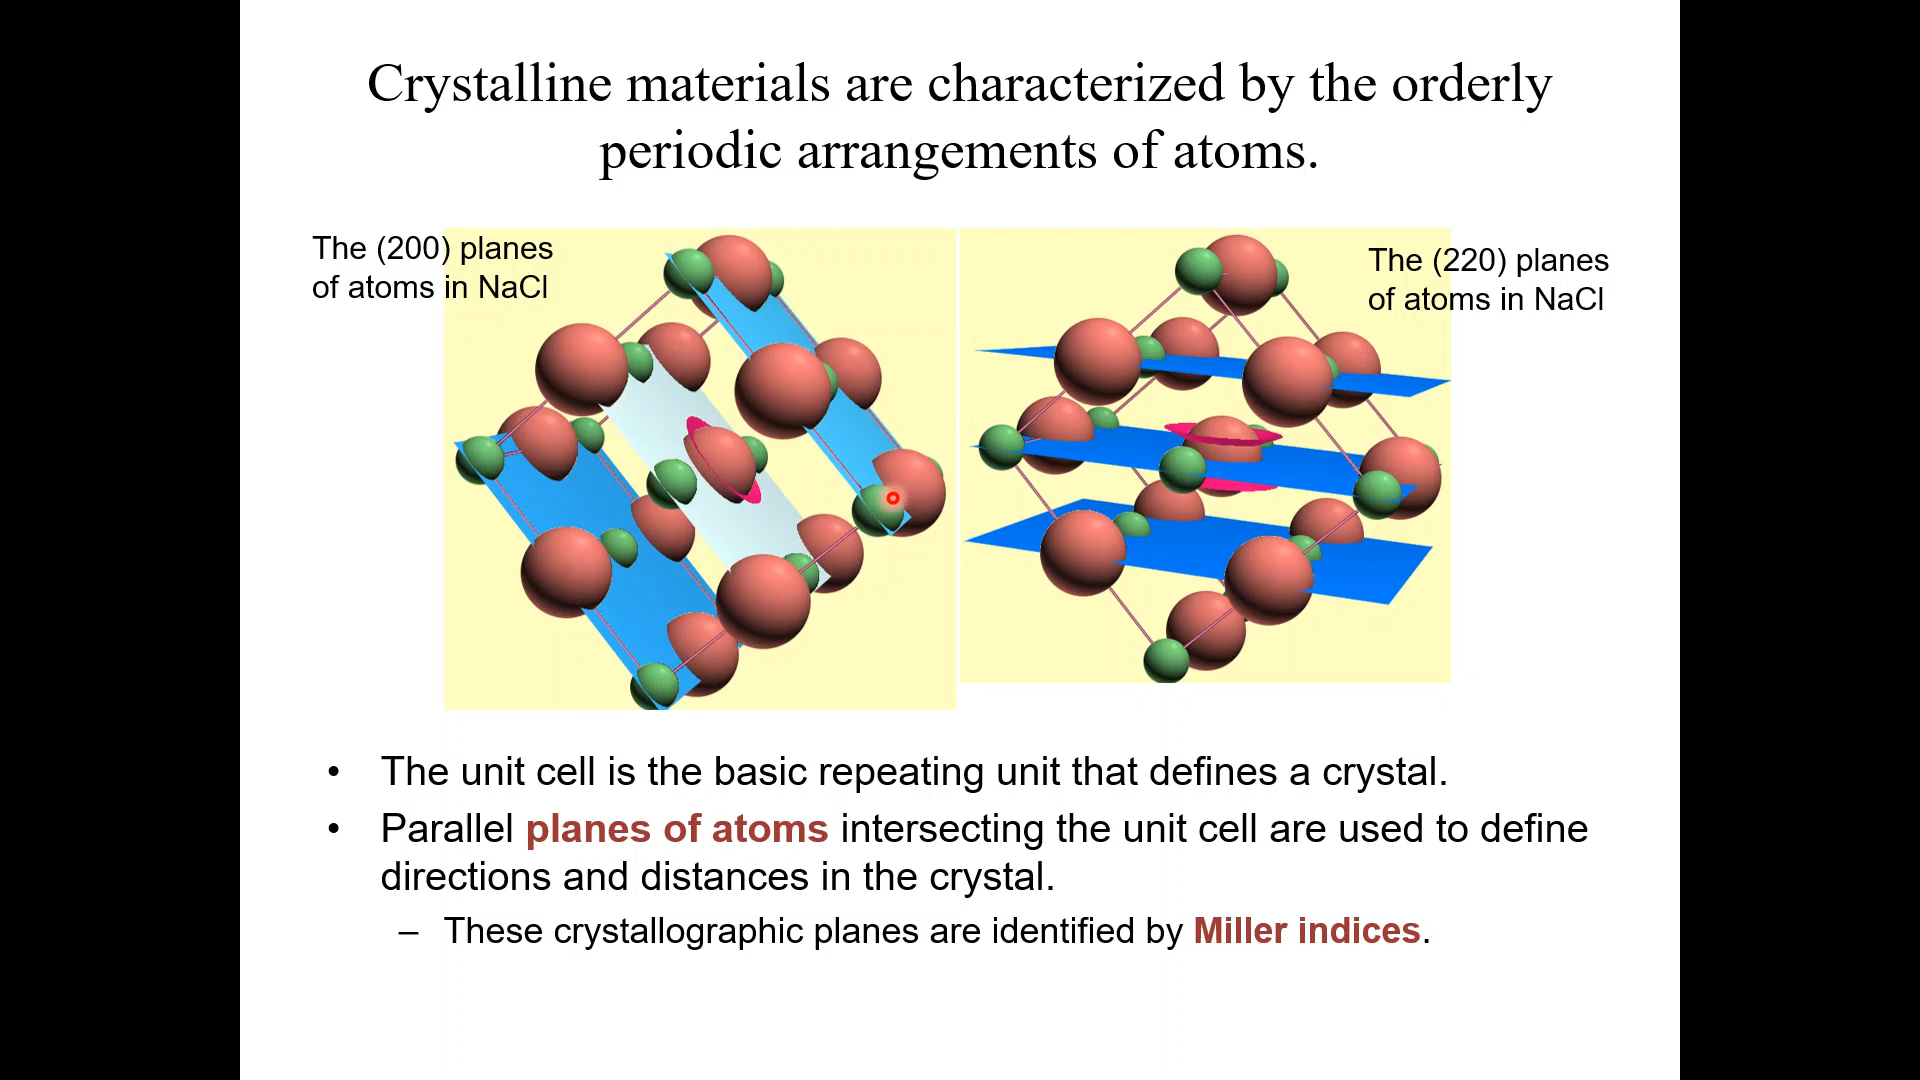 Crystalline materials are characterized by the orderly
periodic arrangements of atoms.
The (200) planes
of atoms in NaCl
The (220) planes
of atoms in NaCl
• The unit cell is the basic repeating unit that defines a crystal.
• Parallel planes of atoms intersecting the unit cell are used to define
directions and distances in the crystal.
– These crystallographic planes are identified by Miller indices.